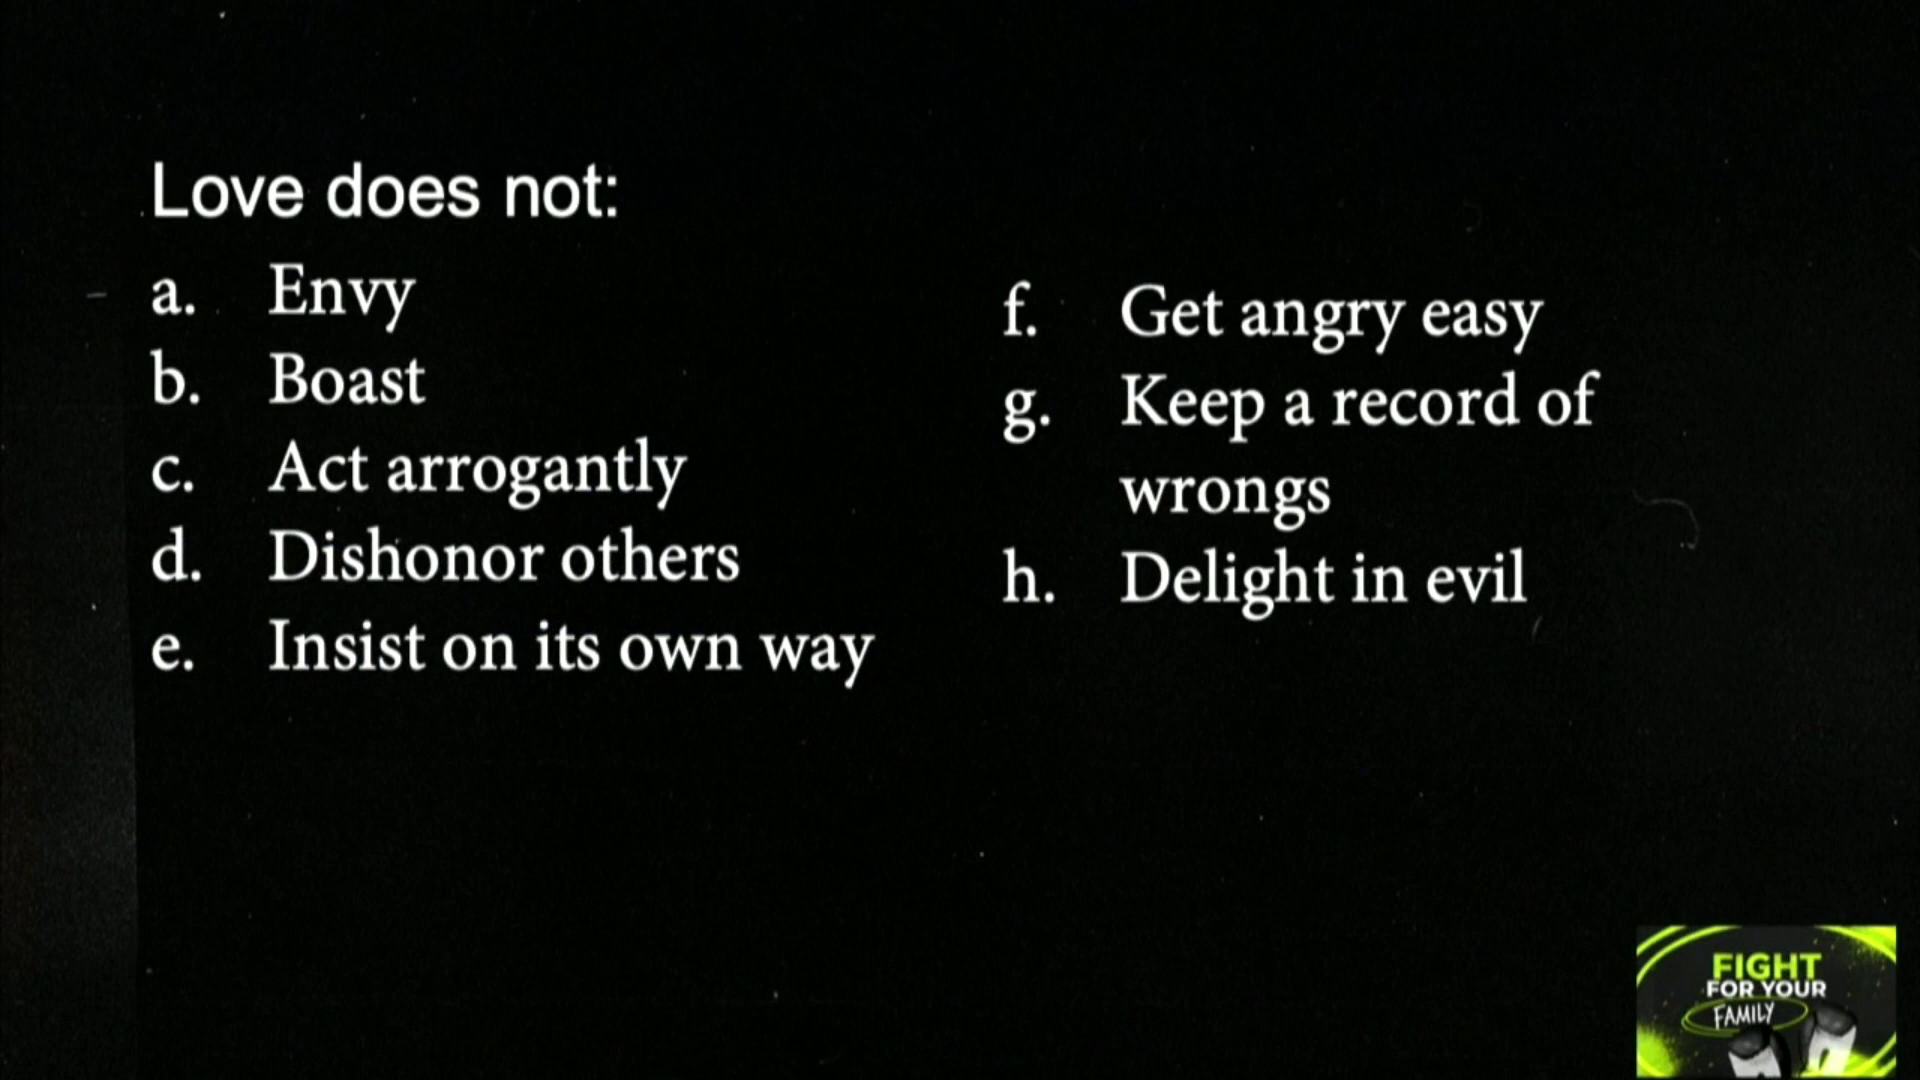 Love does not:
a. Envy
b. Boast
c. Act arrogantly
d. Dishonor others
e. Insist on its own way
f. Get angry easy
g. Keep a record of
wrongs
h. Delight in evil
FIGHT
FOR YOUR
FAMILY